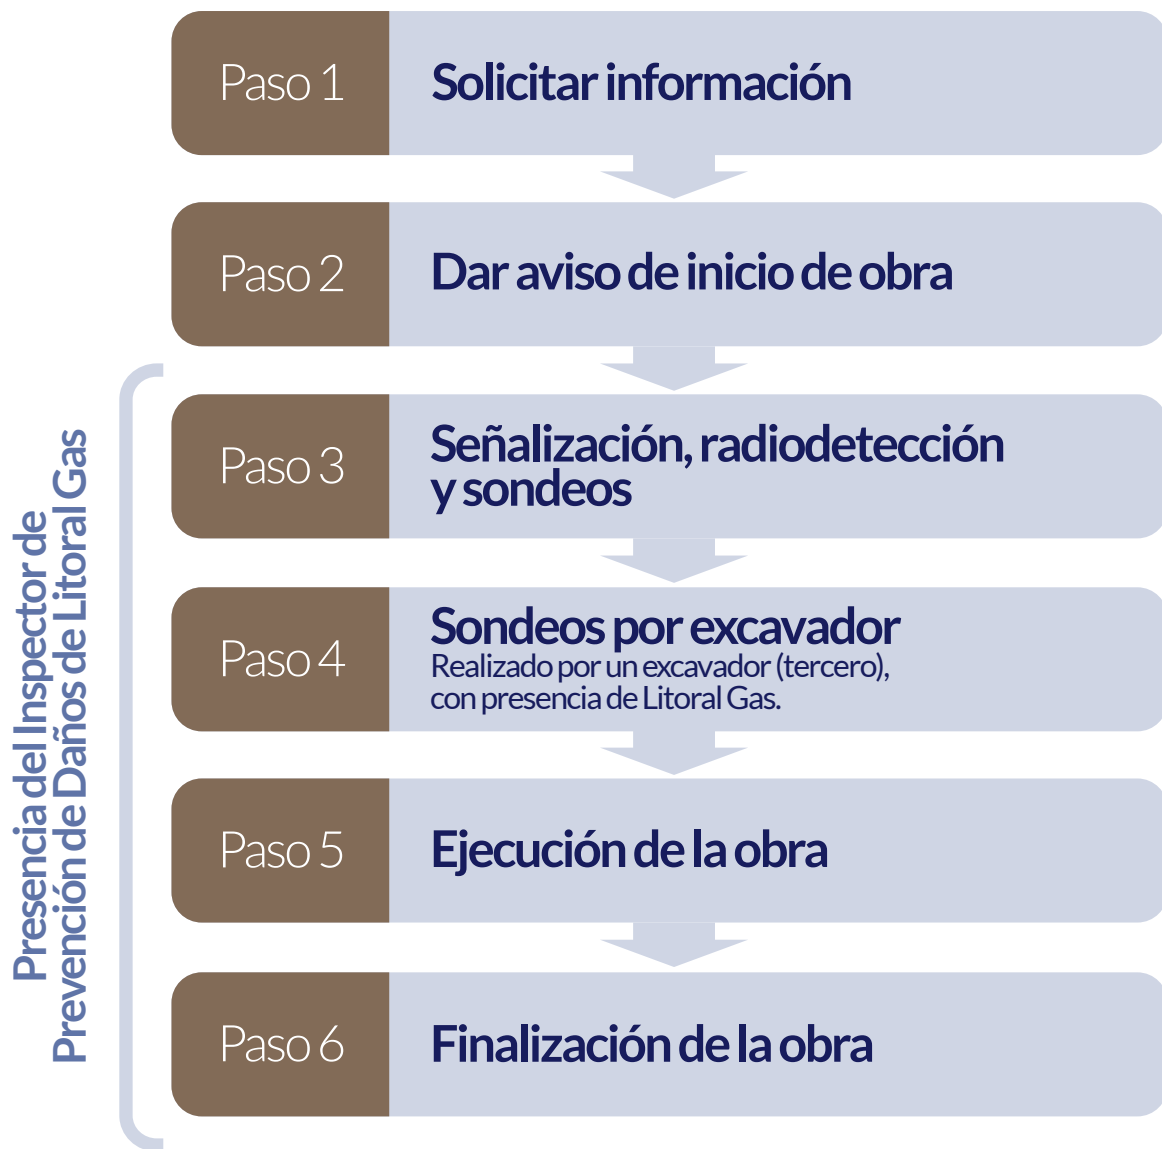 Paso 1
Solicitar información
Paso 2
Dar aviso de inicio de obra
Presencia del Inspector de
Prevención de Daños de Litoral Gas
Paso 3
Señalización, radiodetección
y sondeos
Paso 4
Sondeos por excavador
Realizado por un excavador (tercero),
con presencia de Litoral Gas.
Paso 5
Ejecución de la obra
Paso 6
Finalización de la obra